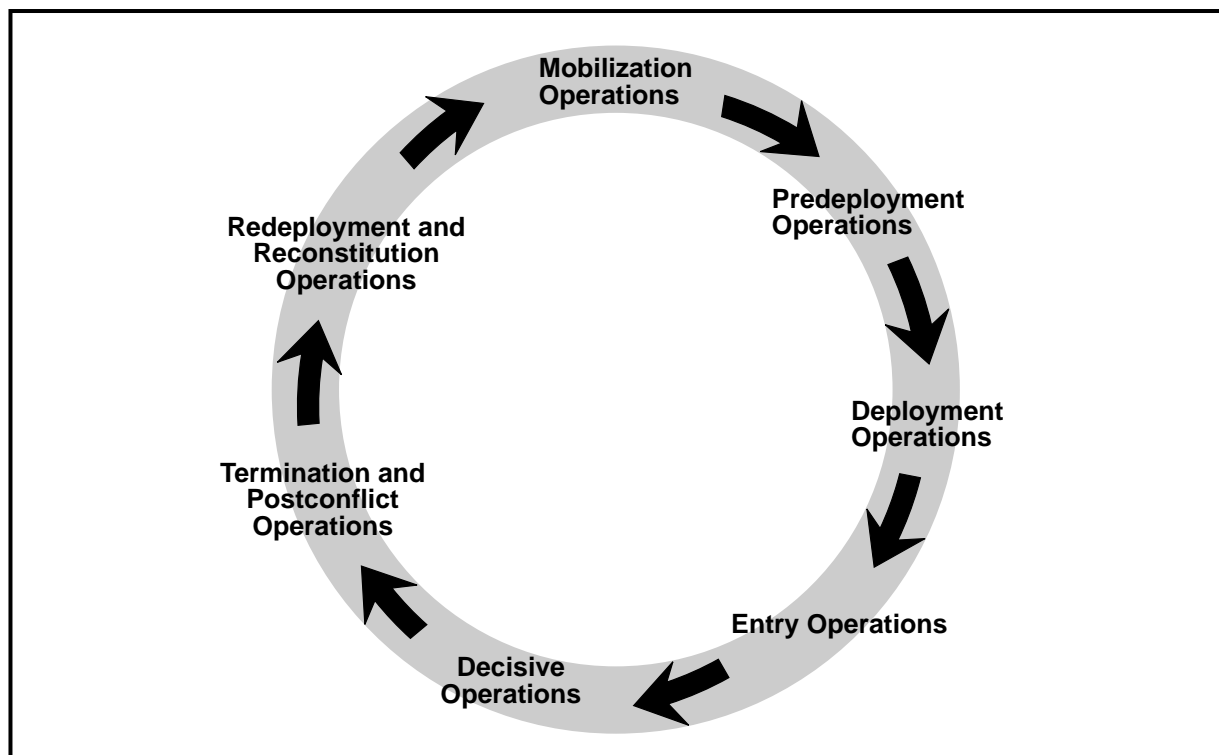 Mobilization
Operations
Predeployment
Operations
Deployment
Operations
Entry Operations
Decisive
Operations
Termination and
Postconflict
Operations
Redeployment and
Reconstitution
Operations